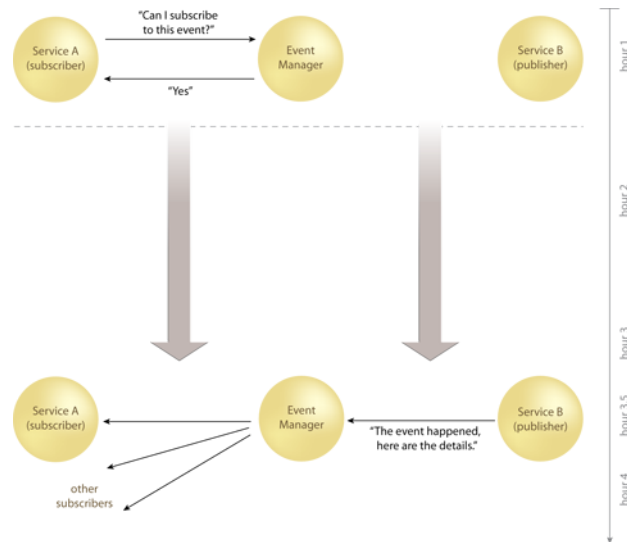 “Can I subscribe
to this event?”
Service A
(subscriber)
Event
Manager
Service B
(publisher)
“Yes”
hour 1
hour 2
hour 3
Service A
(subscriber)
Event
Manager
Service B
(publisher)
“The event happened,
here are the details.”
hour 3.5
other
subscribers
hour 4